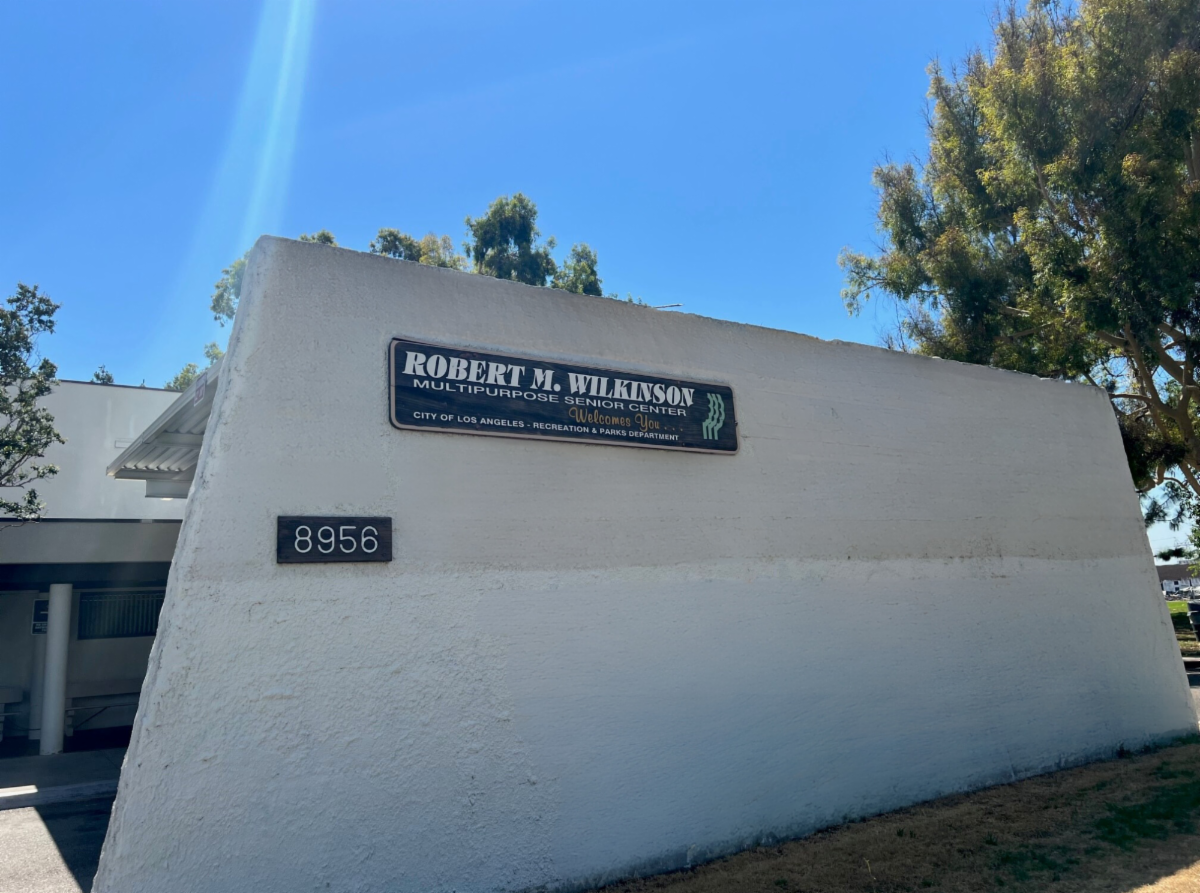 ROBERT M. WILKINSON
MULTIPURPOSE SENIOR CENTER
Welcomes You . . .
CITY OF LOS ANGELES - RECREATION & PARKS DEPARTMENT
8956